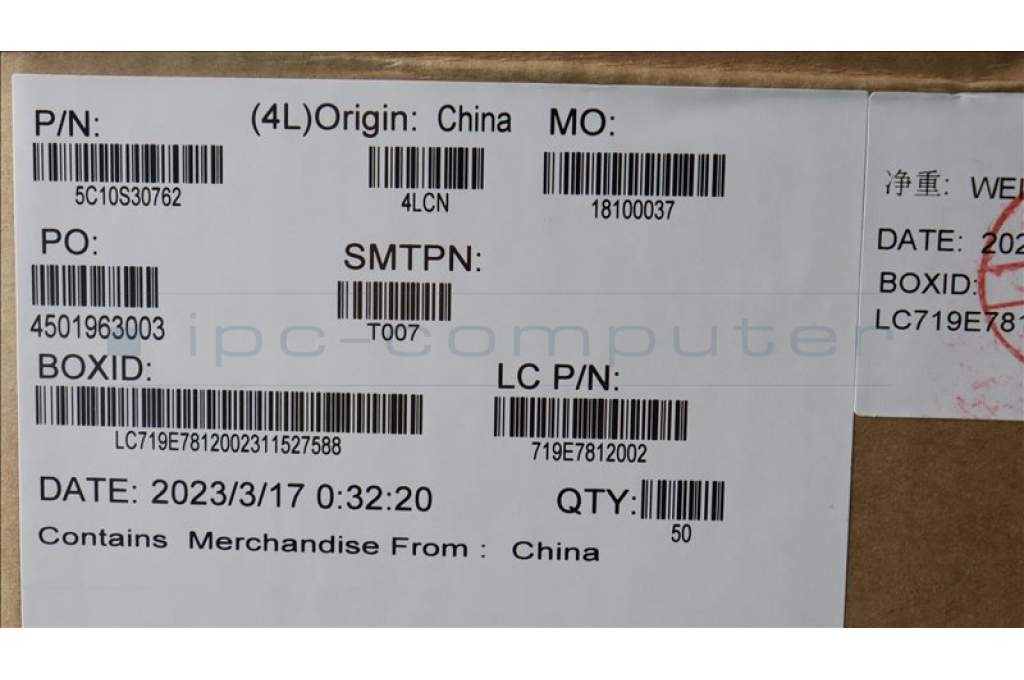 P/N: (4L)Origin: China MO:
5C10S30762 4LCN 18100037
PO: SMTPN:
4501963003 T007
BOXID: LC P/N:
LC719E7812002311527588 719E7812002
DATE: 2023/3/17 0:32:20 QTY: 50
Contains Merchandise From : China
净重: WEI
DATE: 202
BOXID:
LC719E781
ipc-computer